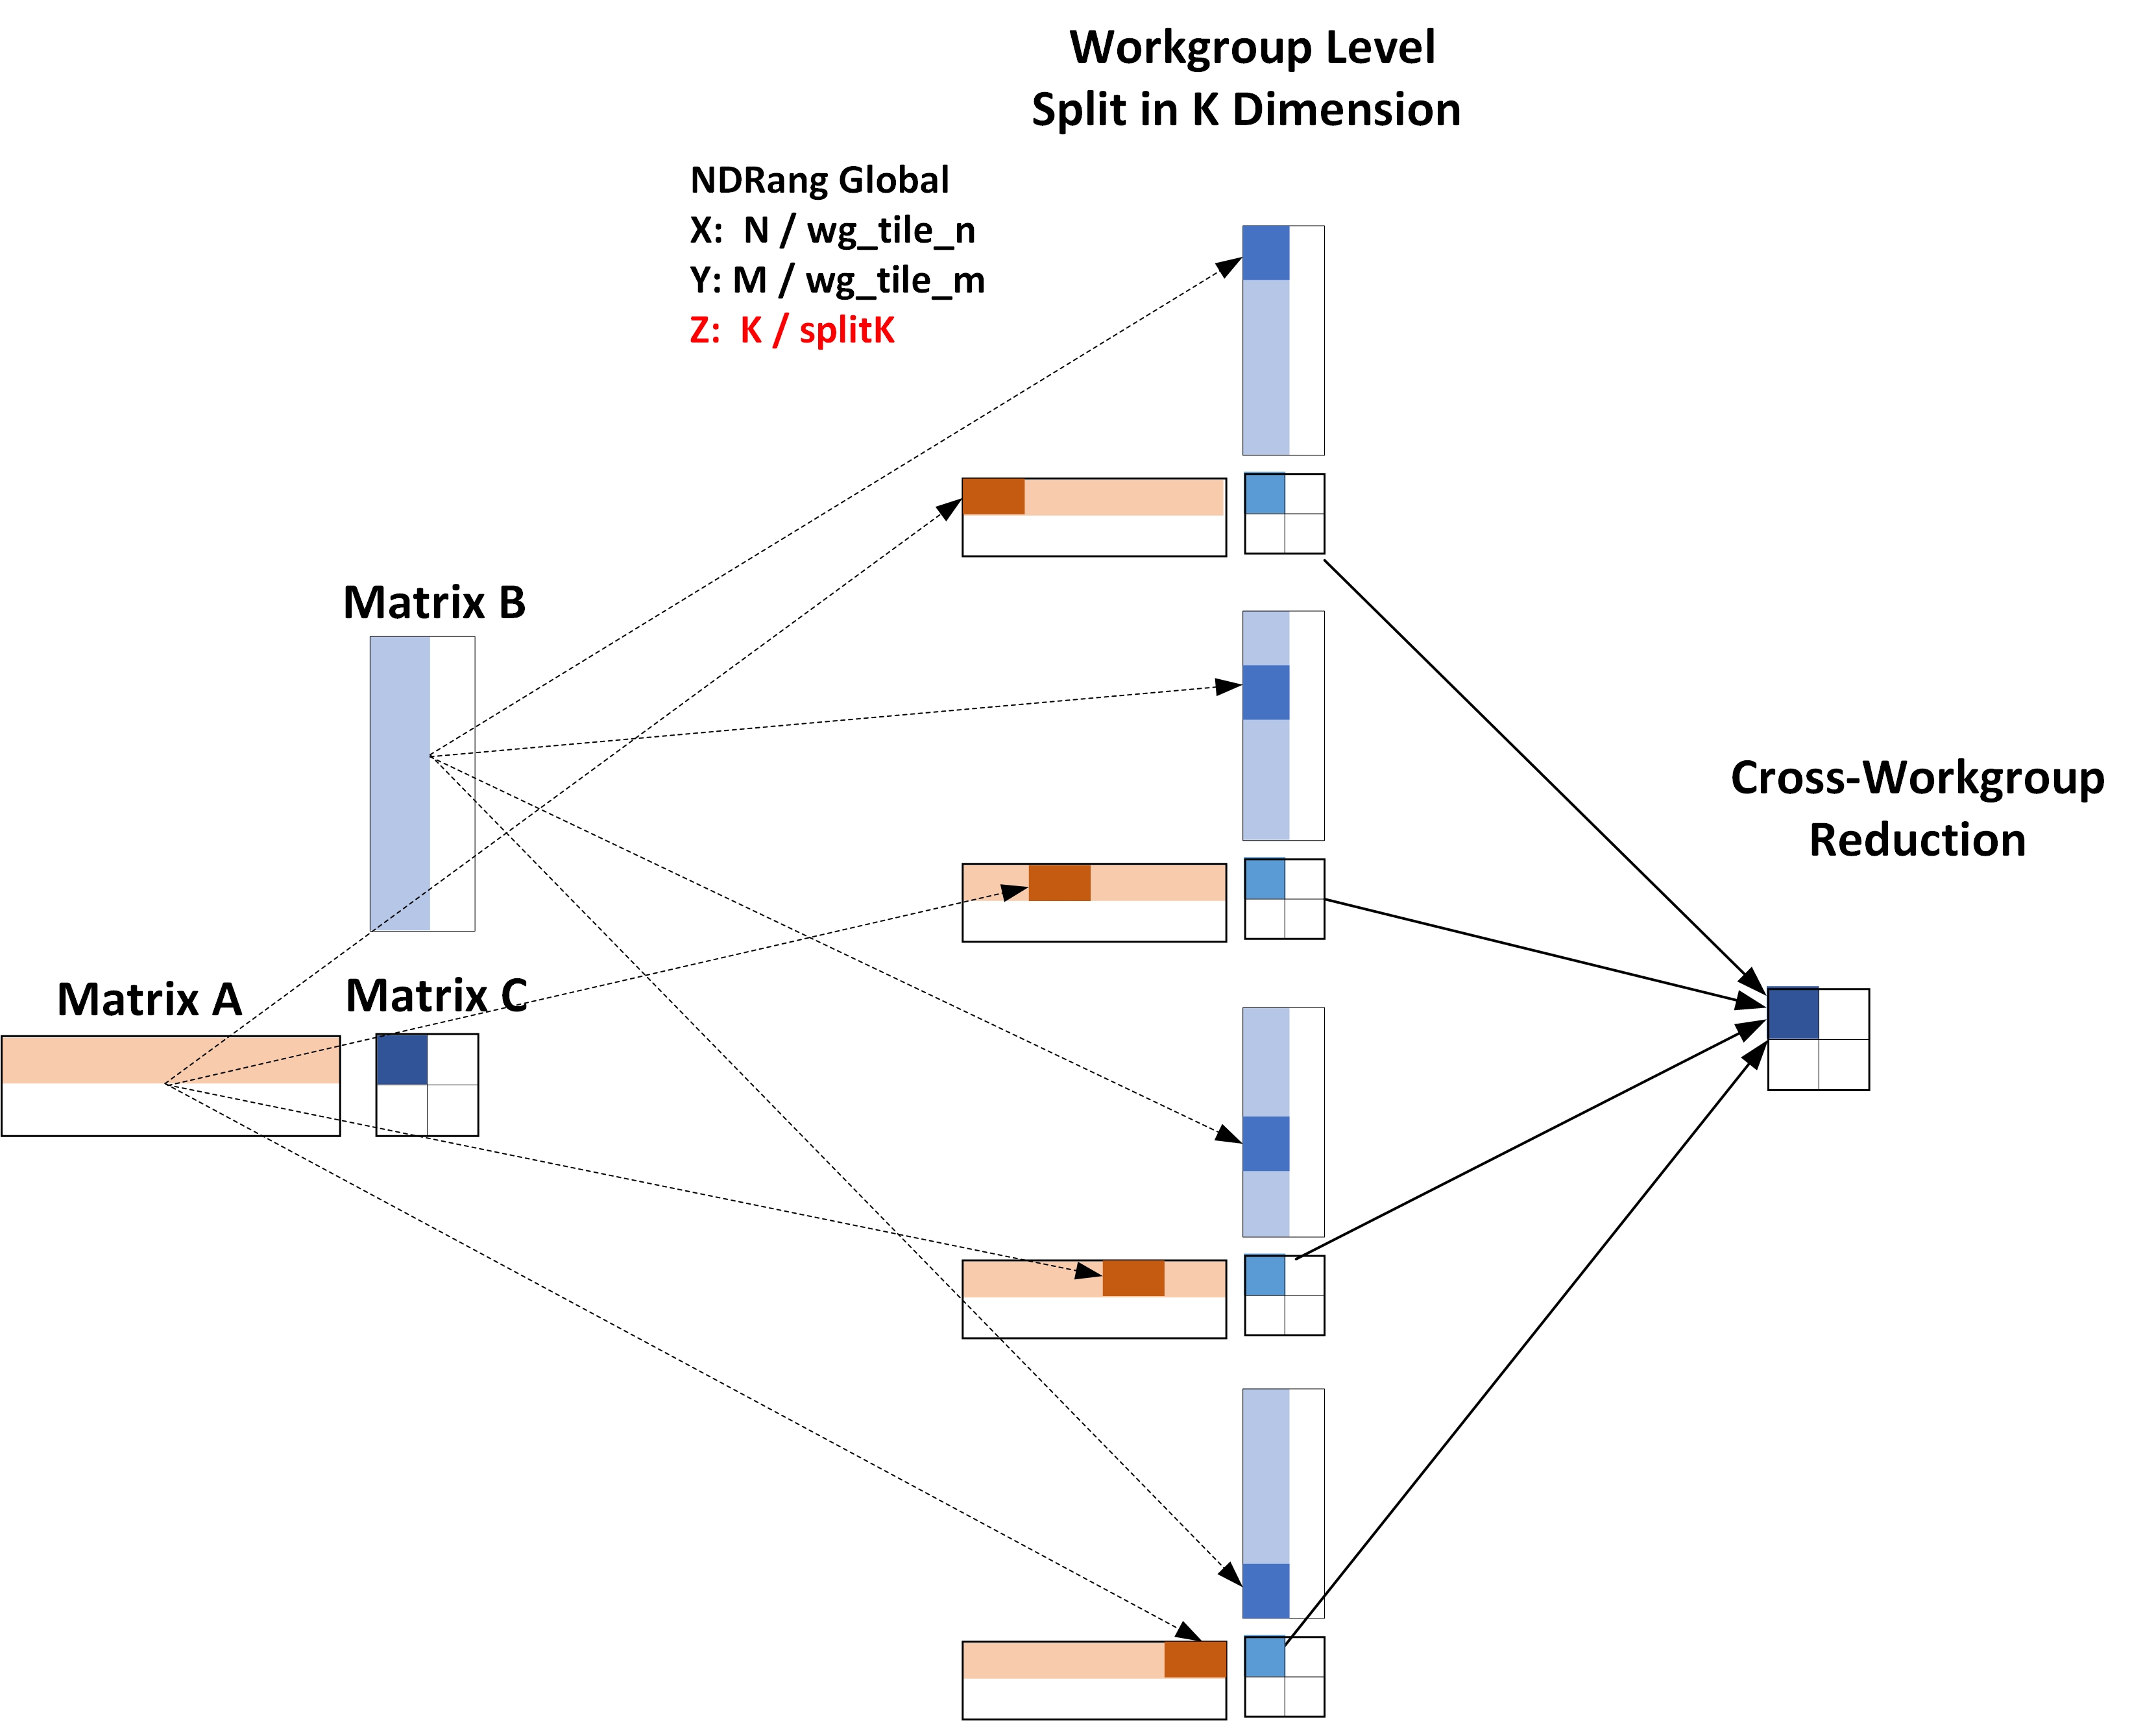 Workgroup Level
Split in K Dimension
NDRang Global
X: N / wg_tile_n
Y: M / wg_tile_m
Z: K / splitK
Matrix B
Cross-Workgroup
Reduction
Matrix A
Matrix C